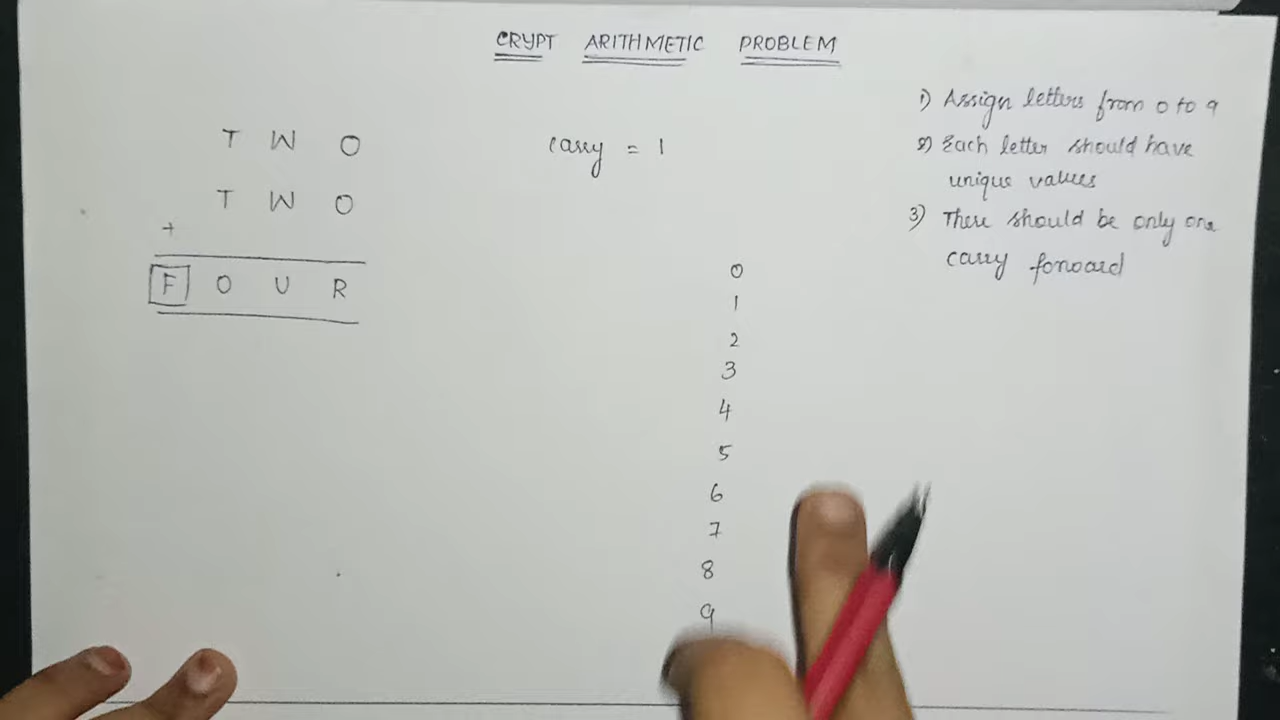 CRYPT ARITHMETIC PROBLEM
T W O
T W O
+
F O U R
carry = 1
0
1
2
3
4
5
6
7
8
9
1) Assign letters from 0 to 9
2) Each letter should have
unique values
3) There should be only one
carry forward